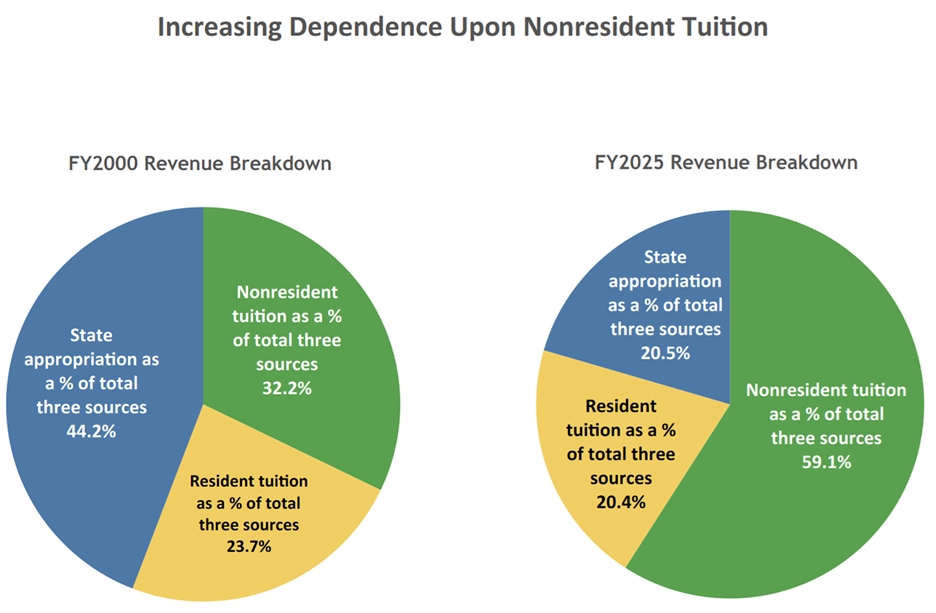 Increasing Dependence Upon Nonresident Tuition
FY2000 Revenue Breakdown
Nonresident
tuition as a %
of total three
sources
32.2%
State
appropriation as
a % of total
three sources
44.2%
Resident tuition
as a % of total
three sources
23.7%
FY2025 Revenue Breakdown
State
appropriation
as a % of total
three sources
20.5%
Nonresident tuition
as a % of total
three sources
59.1%
Resident
tuition as a %
of total three
sources
20.4%